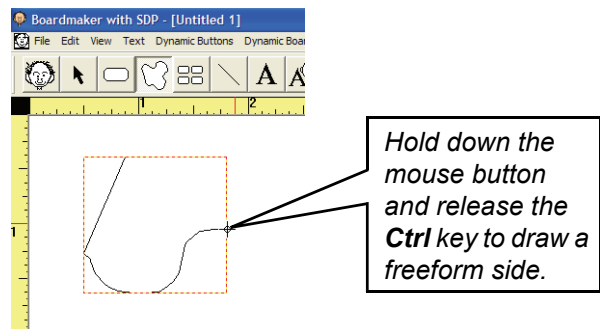 Boardmaker with SDP - [Untitled 1]
File Edit View Text Dynamic Buttons Dynamic Boar
A A
1 2
1
Hold down the
mouse button
and release the
Ctrl key to draw a
freeform side.